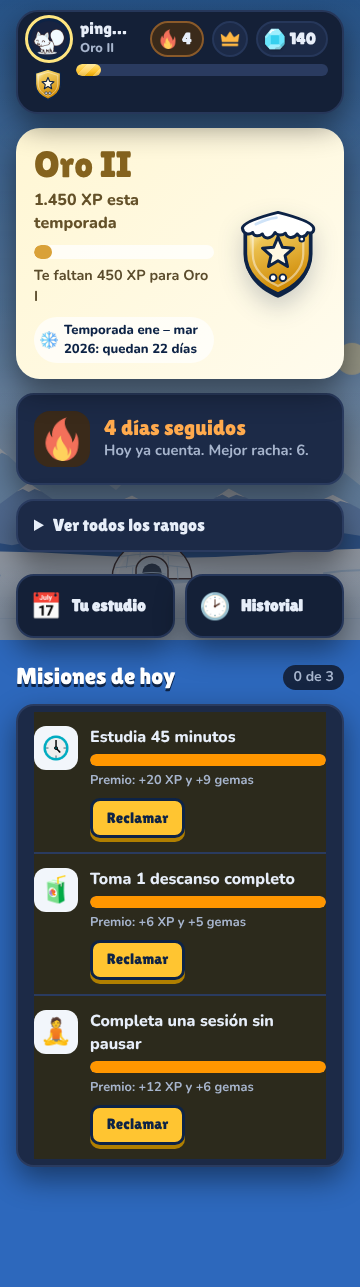 ping...
Oro II
4
140
Oro II
1.450 XP esta
temporada
Te faltan 450 XP para Oro
I
Temporada ene – mar
2026: quedan 22 días
4 días seguidos
Hoy ya cuenta. Mejor racha: 6.
Ver todos los rangos
July
17
Tu estudio
Historial
Misiones de hoy
0 de 3
Estudia 45 minutos
Premio: +20 XP y +9 gemas
Reclamar
Toma 1 descanso completo
Premio: +6 XP y +5 gemas
Reclamar
Completa una sesión sin
pausar
Premio: +12 XP y +6 gemas
Reclamar